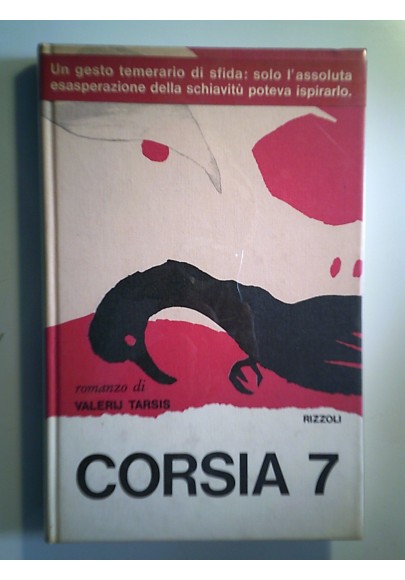 Un gesto temerario di sfida: solo l'assoluta
esasperazione della schiavitù poteva ispirarlo.
romanzo di
VALERIJ TARSIS
RIZZOLI
CORSIA 7